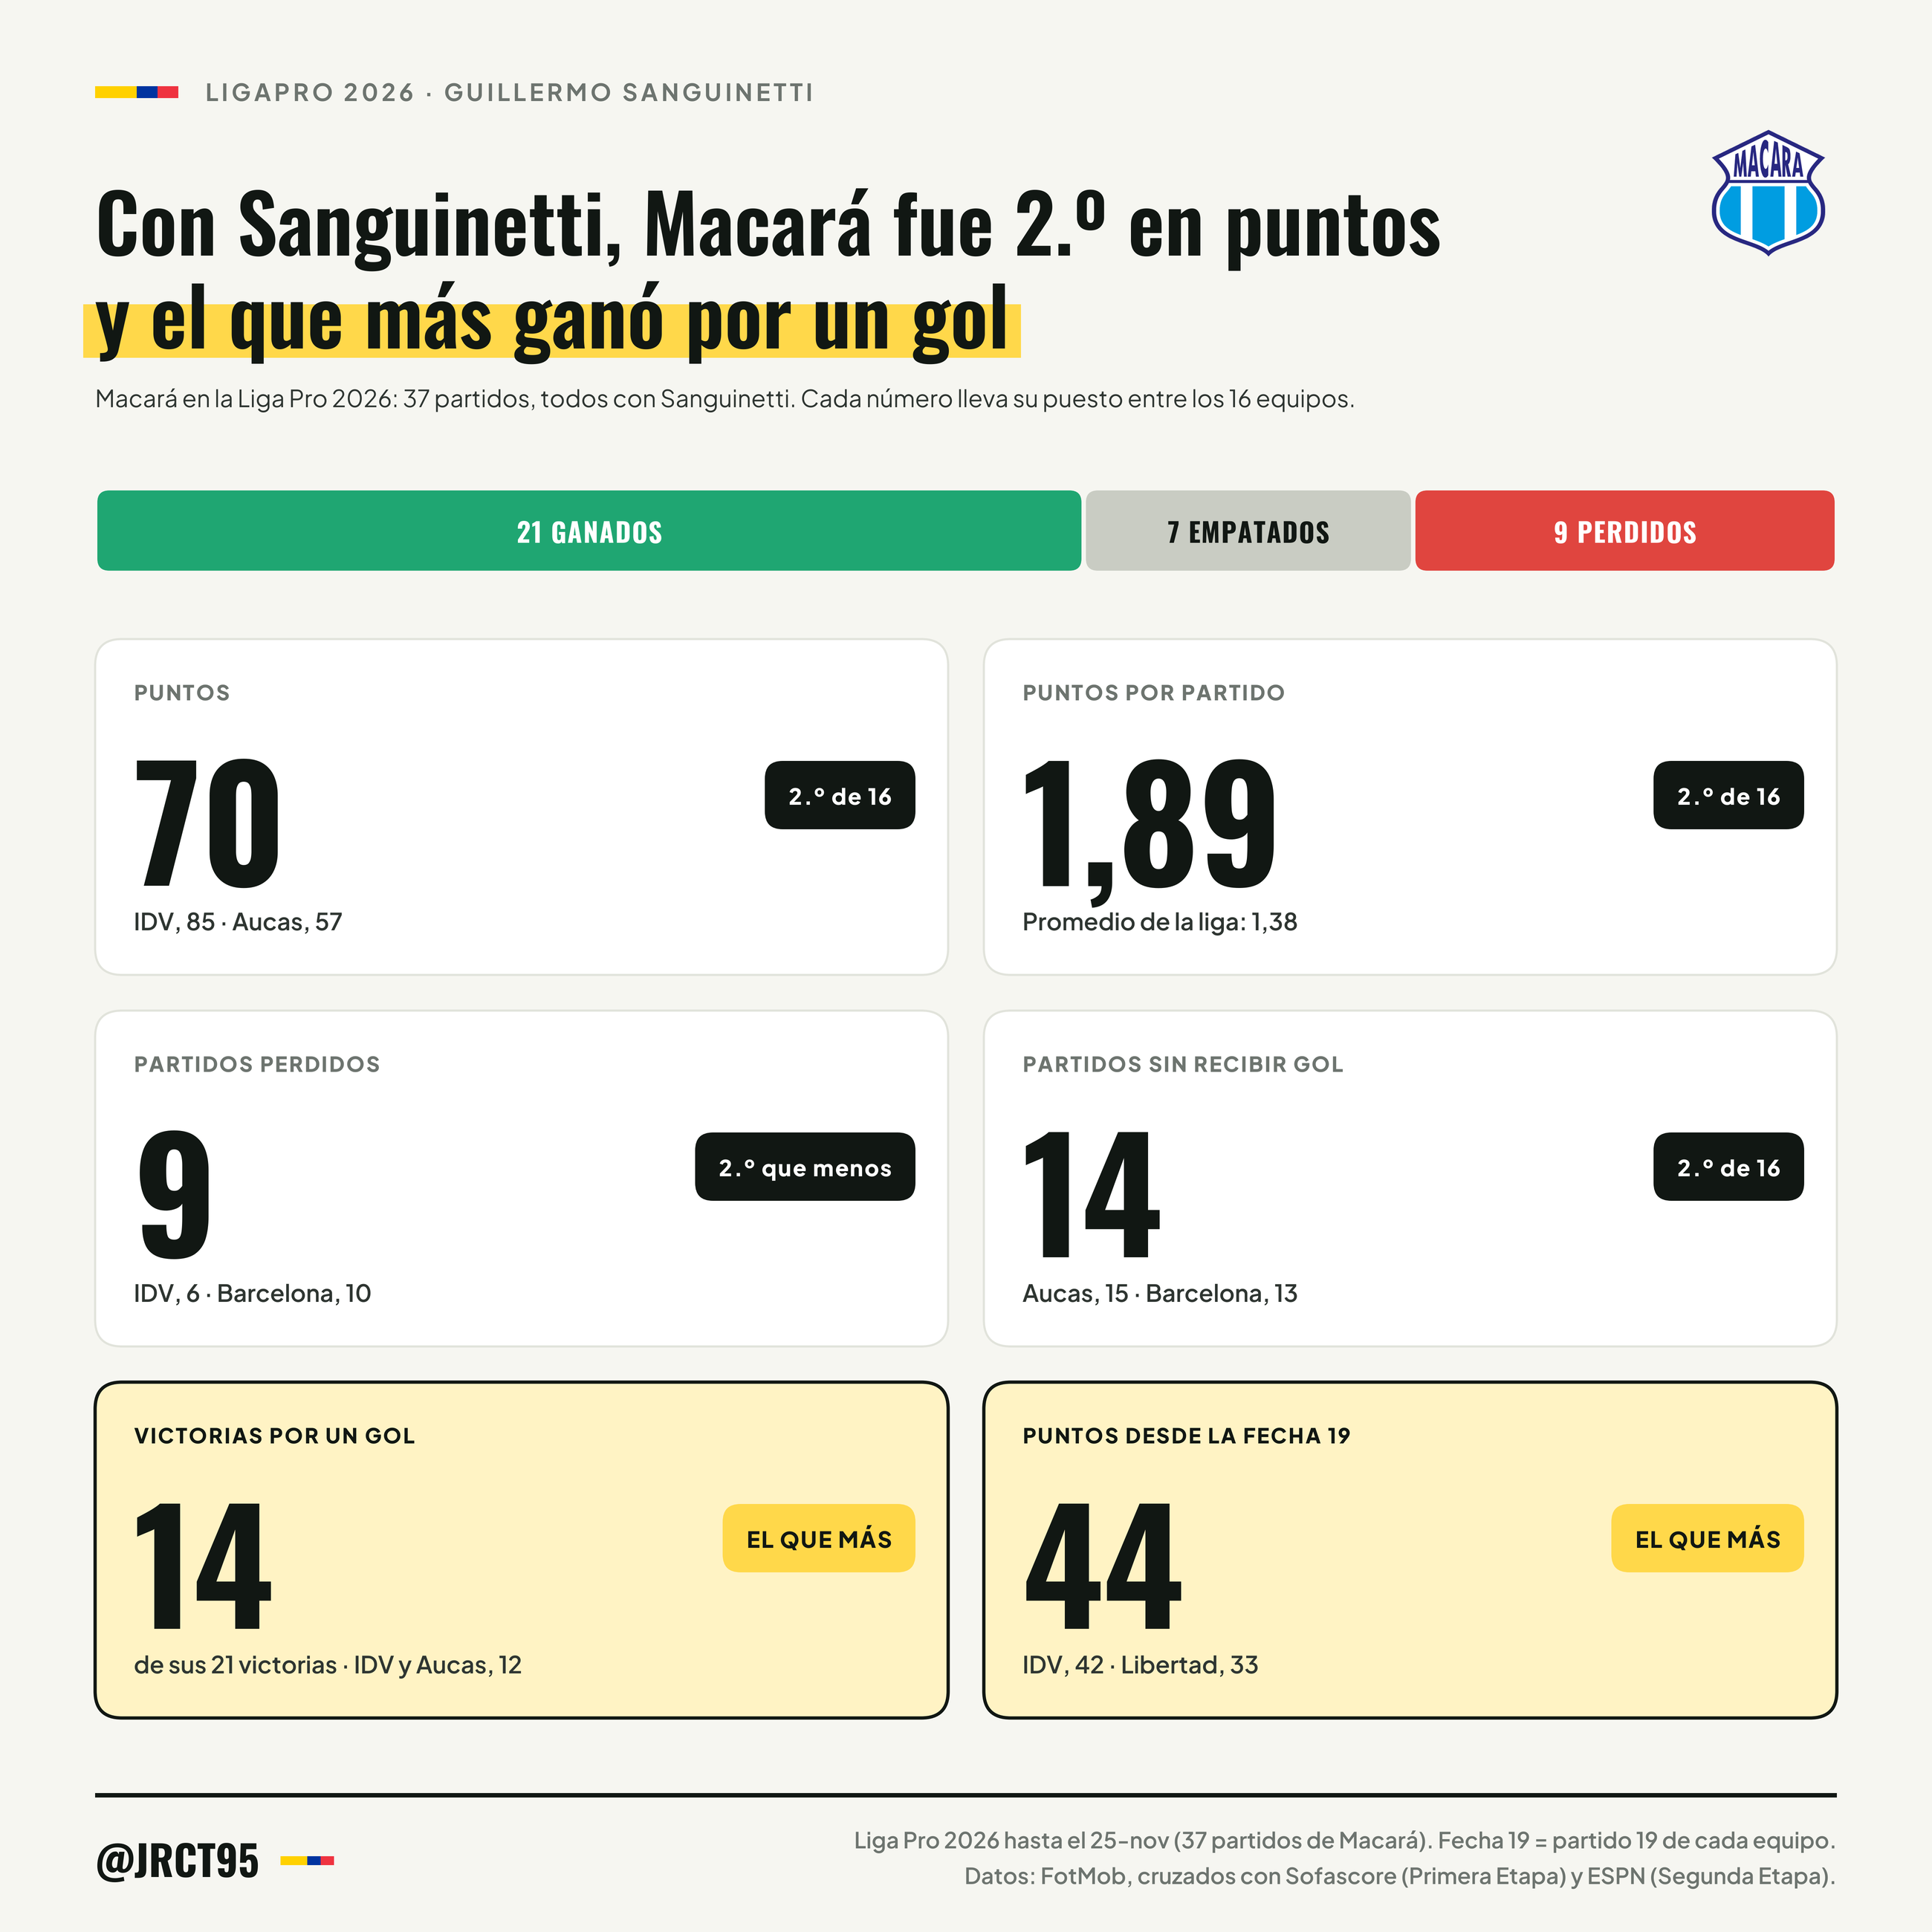 LIGAPRO 2026 · GUILLERMO SANGUINETTI
MACARA
Con Sanguinetti, Macará fue 2.º en puntos
y el que más ganó por un gol
Macará en la Liga Pro 2026: 37 partidos, todos con Sanguinetti. Cada número lleva su puesto entre los 16 equipos.
21 GANADOS
7 EMPATADOS
9 PERDIDOS
PUNTOS
70
2.º de 16
IDV, 85 · Aucas, 57
PUNTOS POR PARTIDO
1,89
2.º de 16
Promedio de la liga: 1,38
PARTIDOS PERDIDOS
9
2.º que menos
IDV, 6 · Barcelona, 10
PARTIDOS SIN RECIBIR GOL
14
2.º de 16
Aucas, 15 · Barcelona, 13
VICTORIAS POR UN GOL
14
EL QUE MÁS
de sus 21 victorias · IDV y Aucas, 12
PUNTOS DESDE LA FECHA 19
44
EL QUE MÁS
IDV, 42 · Libertad, 33
@JRCT95
Liga Pro 2026 hasta el 25-nov (37 partidos de Macará). Fecha 19 = partido 19 de cada equipo.
Datos: FotMob, cruzados con Sofascore (Primera Etapa) y ESPN (Segunda Etapa).